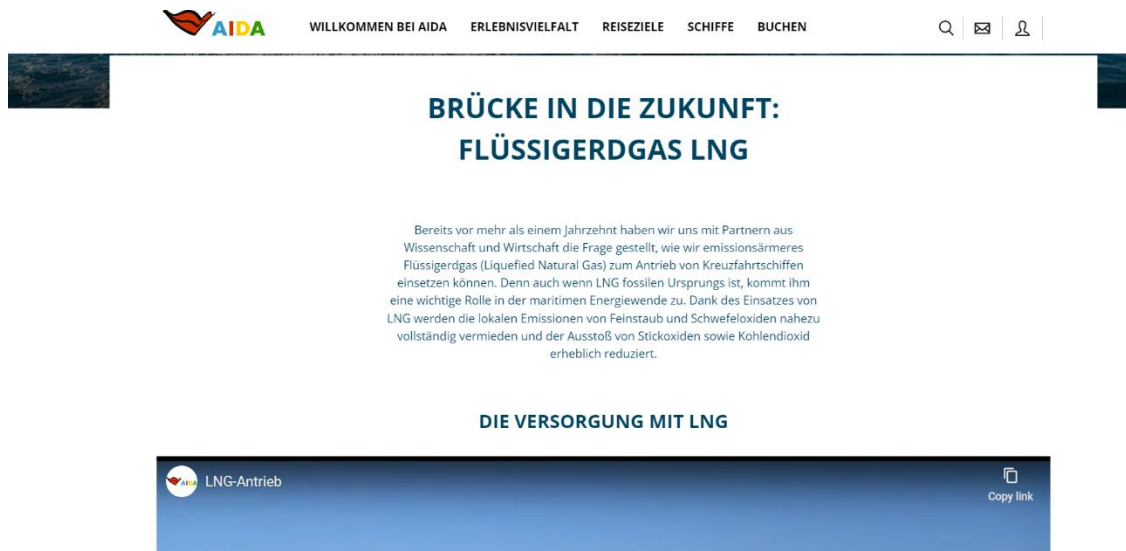 AIDA WILLKOMMEN BEI AIDA ERLEBNISVIELFALT REISEZIELE SCHIFFE BUCHEN
BRÜCKE IN DIE ZUKUNFT:
FLÜSSIGERDGAS LNG
Bereits vor mehr als einem Jahrzehnt haben wir uns mit Partnern aus
Wissenschaft und Wirtschaft die Frage gestellt, wie wir emissionsärmeres
Flüssigerdgas (Liquefied Natural Gas) zum Antrieb von Kreuzfahrtschiffen
einsetzen können. Denn auch wenn LNG fossilen Ursprungs ist, kommt ihm
eine wichtige Rolle in der maritimen Energiewende zu. Dank des Einsatzes von
LNG werden die lokalen Emissionen von Feinstaub und Schwefeloxiden nahezu
vollständig vermieden und der Ausstoß von Stickoxiden sowie Kohlendioxid
erheblich reduziert.
DIE VERSORGUNG MIT LNG
AIDA LNG-Antrieb
Copy link